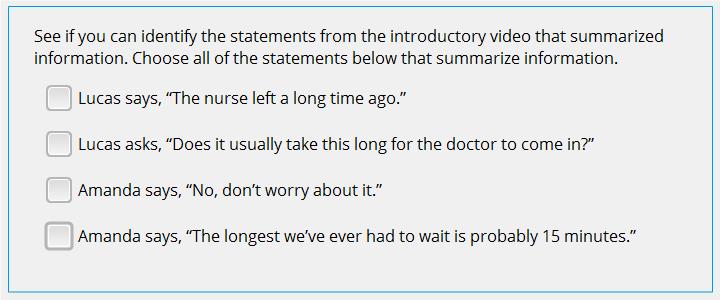 See if you can identify the statements from the introductory video that summarized
information. Choose all of the statements below that summarize information.
Lucas says, “The nurse left a long time ago.”
Lucas asks, “Does it usually take this long for the doctor to come in?”
Amanda says, “No, don’t worry about it.”
Amanda says, “The longest we’ve ever had to wait is probably 15 minutes.”